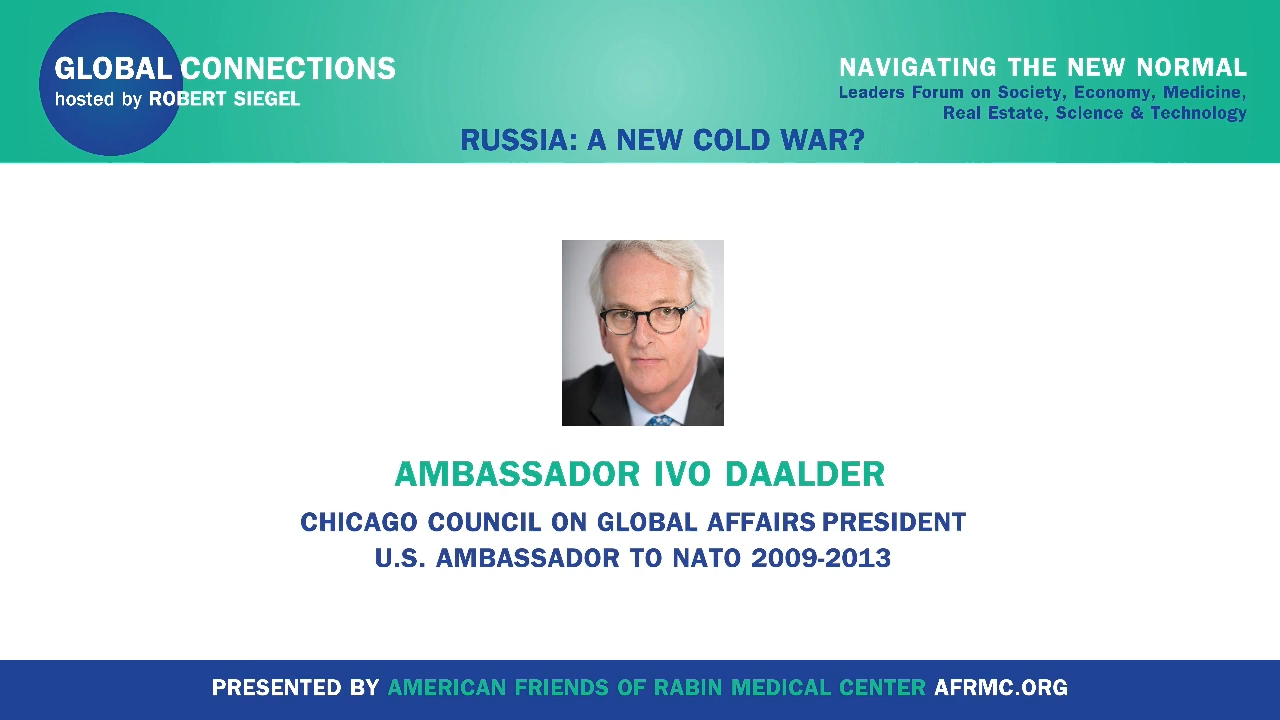 GLOBAL CONNECTIONS
hosted by ROBERT SIEGEL
NAVIGATING THE NEW NORMAL
Leaders Forum on Society, Economy, Medicine,
Real Estate, Science & Technology
RUSSIA: A NEW COLD WAR?
AMBASSADOR IVO DAALDER
CHICAGO COUNCIL ON GLOBAL AFFAIRS PRESIDENT
U.S. AMBASSADOR TO NATO 2009-2013
PRESENTED BY AMERICAN FRIENDS OF RABIN MEDICAL CENTER AFRMC.ORG